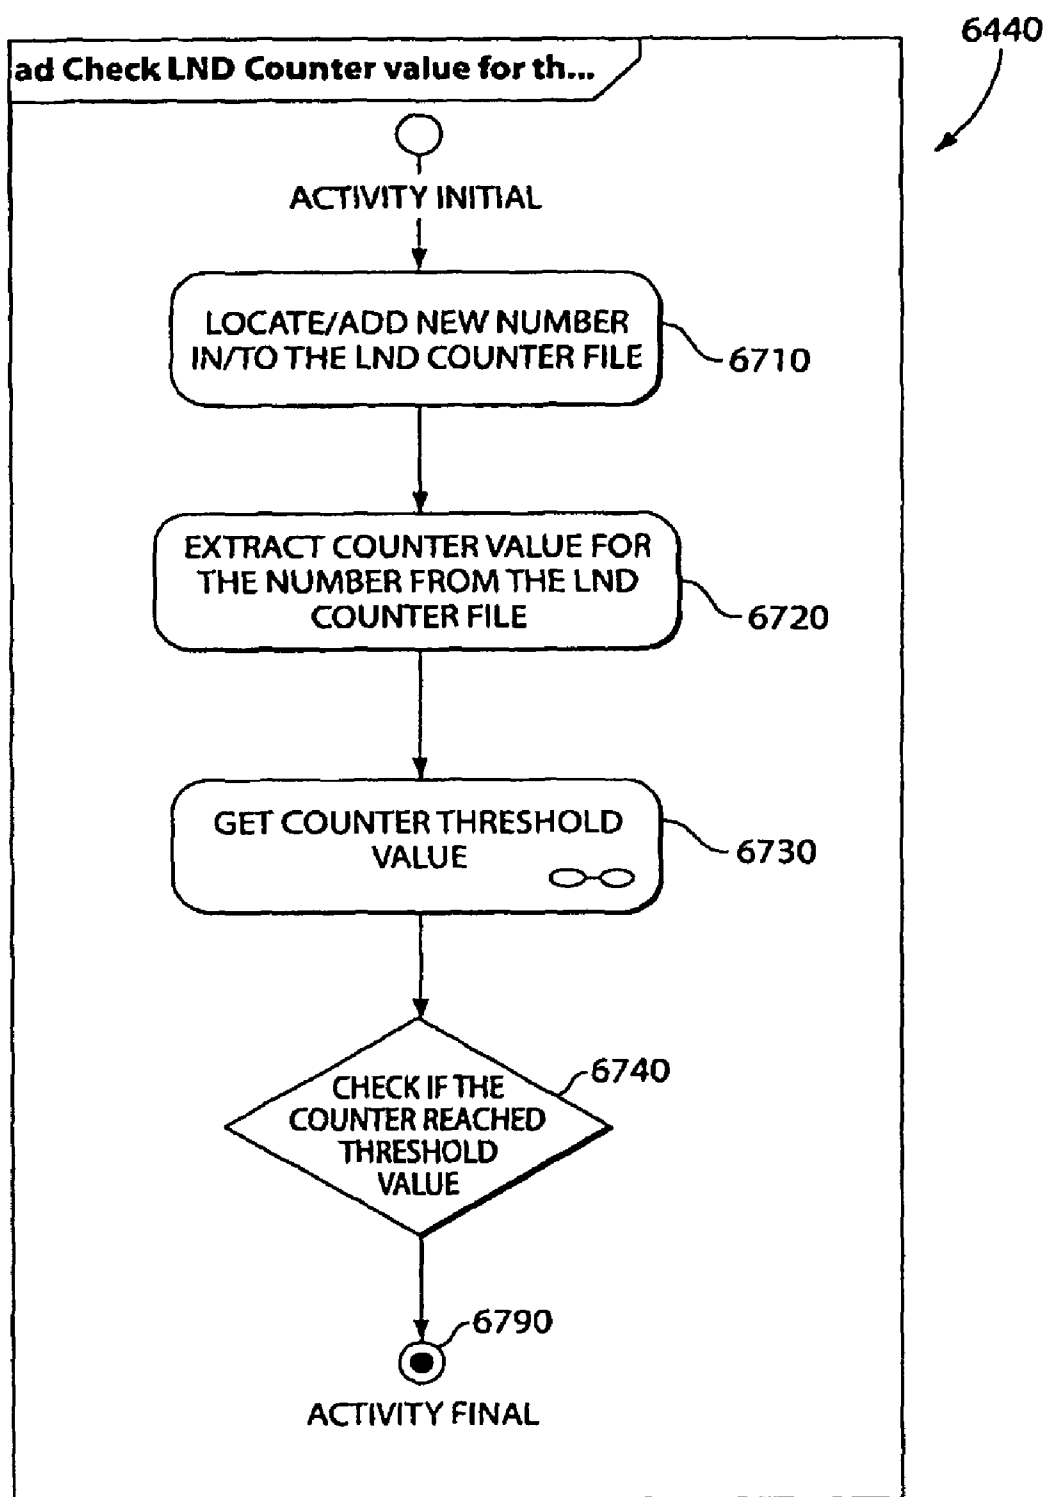 6440
ad Check LND Counter value for th...
ACTIVITY INITIAL
LOCATE/ADD NEW NUMBER
IN/TO THE LND COUNTER FILE
6710
EXTRACT COUNTER VALUE FOR
THE NUMBER FROM THE LND
COUNTER FILE
6720
GET COUNTER THRESHOLD
VALUE
6730
CHECK IF THE
COUNTER REACHED
THRESHOLD
VALUE
6740
6790
ACTIVITY FINAL